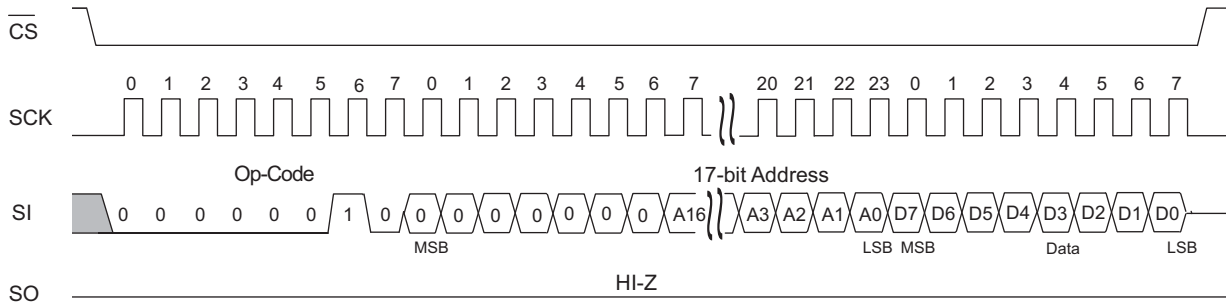 CS
0 1 2 3 4 5 6 7 0 1 2 3 4 5 6 7 20 21 22 23 0 1 2 3 4 5 6 7
SCK
Op-Code 17-bit Address
SI 0 0 0 0 0 0 1 0 0 0 0 0 0 0 0 A16 A3 A2 A1 A0 D7 D6 D5 D4 D3 D2 D1 D0
MSB LSB MSB Data LSB
HI-Z
SO